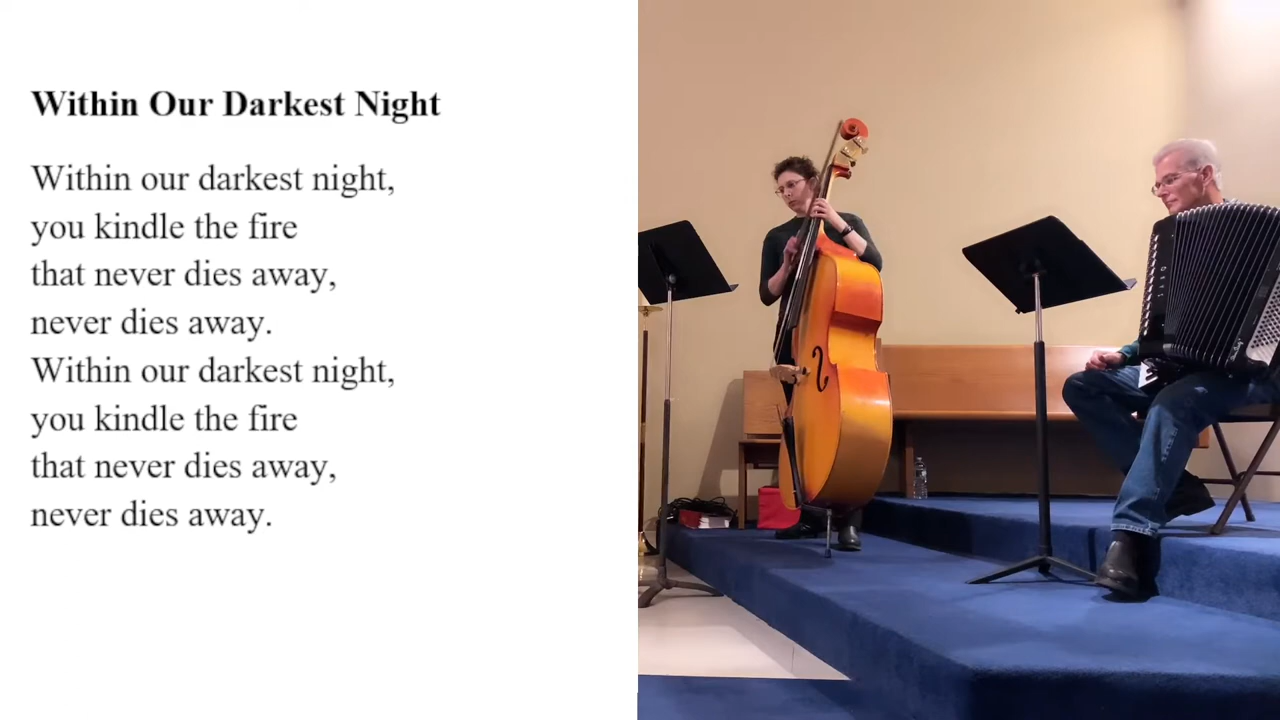 Within Our Darkest Night
Within our darkest night,
you kindle the fire
that never dies away,
never dies away.
Within our darkest night,
you kindle the fire
that never dies away,
never dies away.